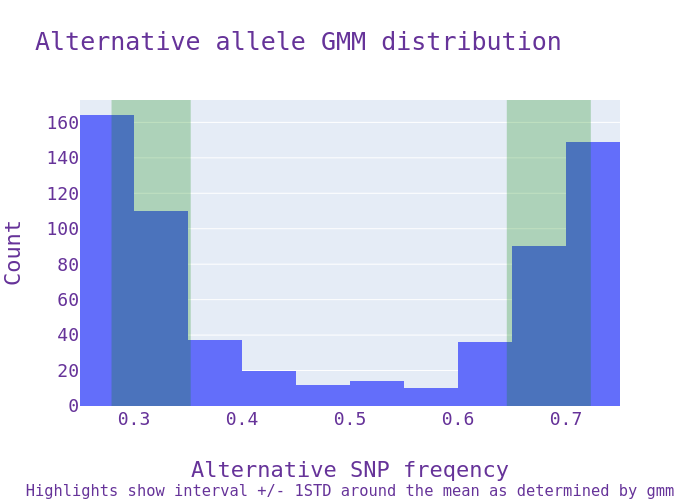 Alternative allele GMM distribution
160
140
120
100
80
60
40
20
0
Count
0.3 0.4 0.5 0.6 0.7
Alternative SNP freqency
Highlights show interval +/- 1STD around the mean as determined by gmm